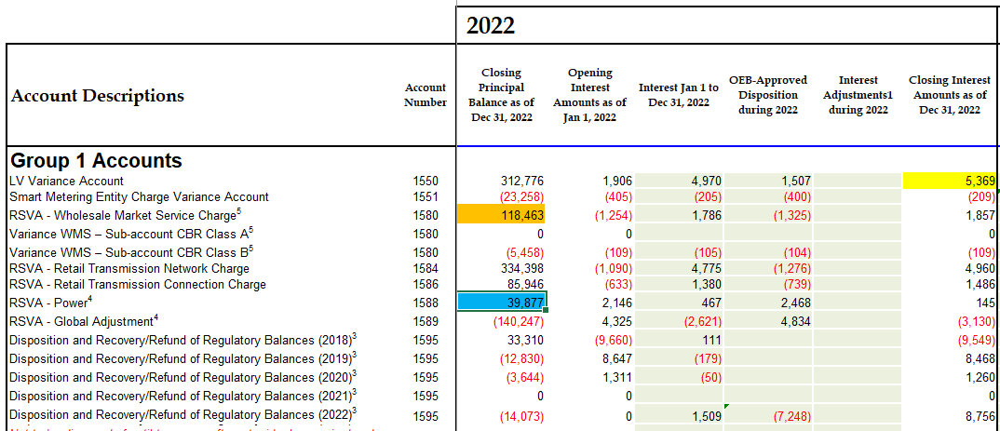 2022
Account Descriptions Account Number Closing Principal Balance as of Dec 31, 2022 Opening Interest Amounts as of Jan 1, 2022 Interest Jan 1 to Dec 31, 2022 OEB-Approved Disposition during 2022 Interest Adjustments1 during 2022 Closing Interest Amounts as of Dec 31, 2022
Group 1 Accounts
LV Variance Account 1550 312,776 1,906 4,970 1,507 5,369
Smart Metering Entity Charge Variance Account 1551 (23,258) (405) (205) (400) (209)
RSVA - Wholesale Market Service Charge5 1580 118,463 (1,254) 1,786 (1,325) 1,857
Variance WMS – Sub-account CBR Class A5 1580 0 0 0
Variance WMS – Sub-account CBR Class B5 1580 (5,458) (109) (105) (104) (109)
RSVA - Retail Transmission Network Charge 1584 334,398 (1,090) 4,775 (1,276) 4,960
RSVA - Retail Transmission Connection Charge 1586 85,946 (633) 1,380 (739) 1,486
RSVA - Power4 1588 39,877 2,146 467 2,468 145
RSVA - Global Adjustment4 1589 (140,247) 4,325 (2,621) 4,834 (3,130)
Disposition and Recovery/Refund of Regulatory Balances (2018)3 1595 33,310 (9,660) 111 (9,549)
Disposition and Recovery/Refund of Regulatory Balances (2019)3 1595 (12,830) 8,647 (179) 8,468
Disposition and Recovery/Refund of Regulatory Balances (2020)3 1595 (3,644) 1,311 (50) 1,260
Disposition and Recovery/Refund of Regulatory Balances (2021)3 1595 0 0 0
Disposition and Recovery/Refund of Regulatory Balances (2022)3 1595 (14,073) 0 1,509 (7,248) 8,756